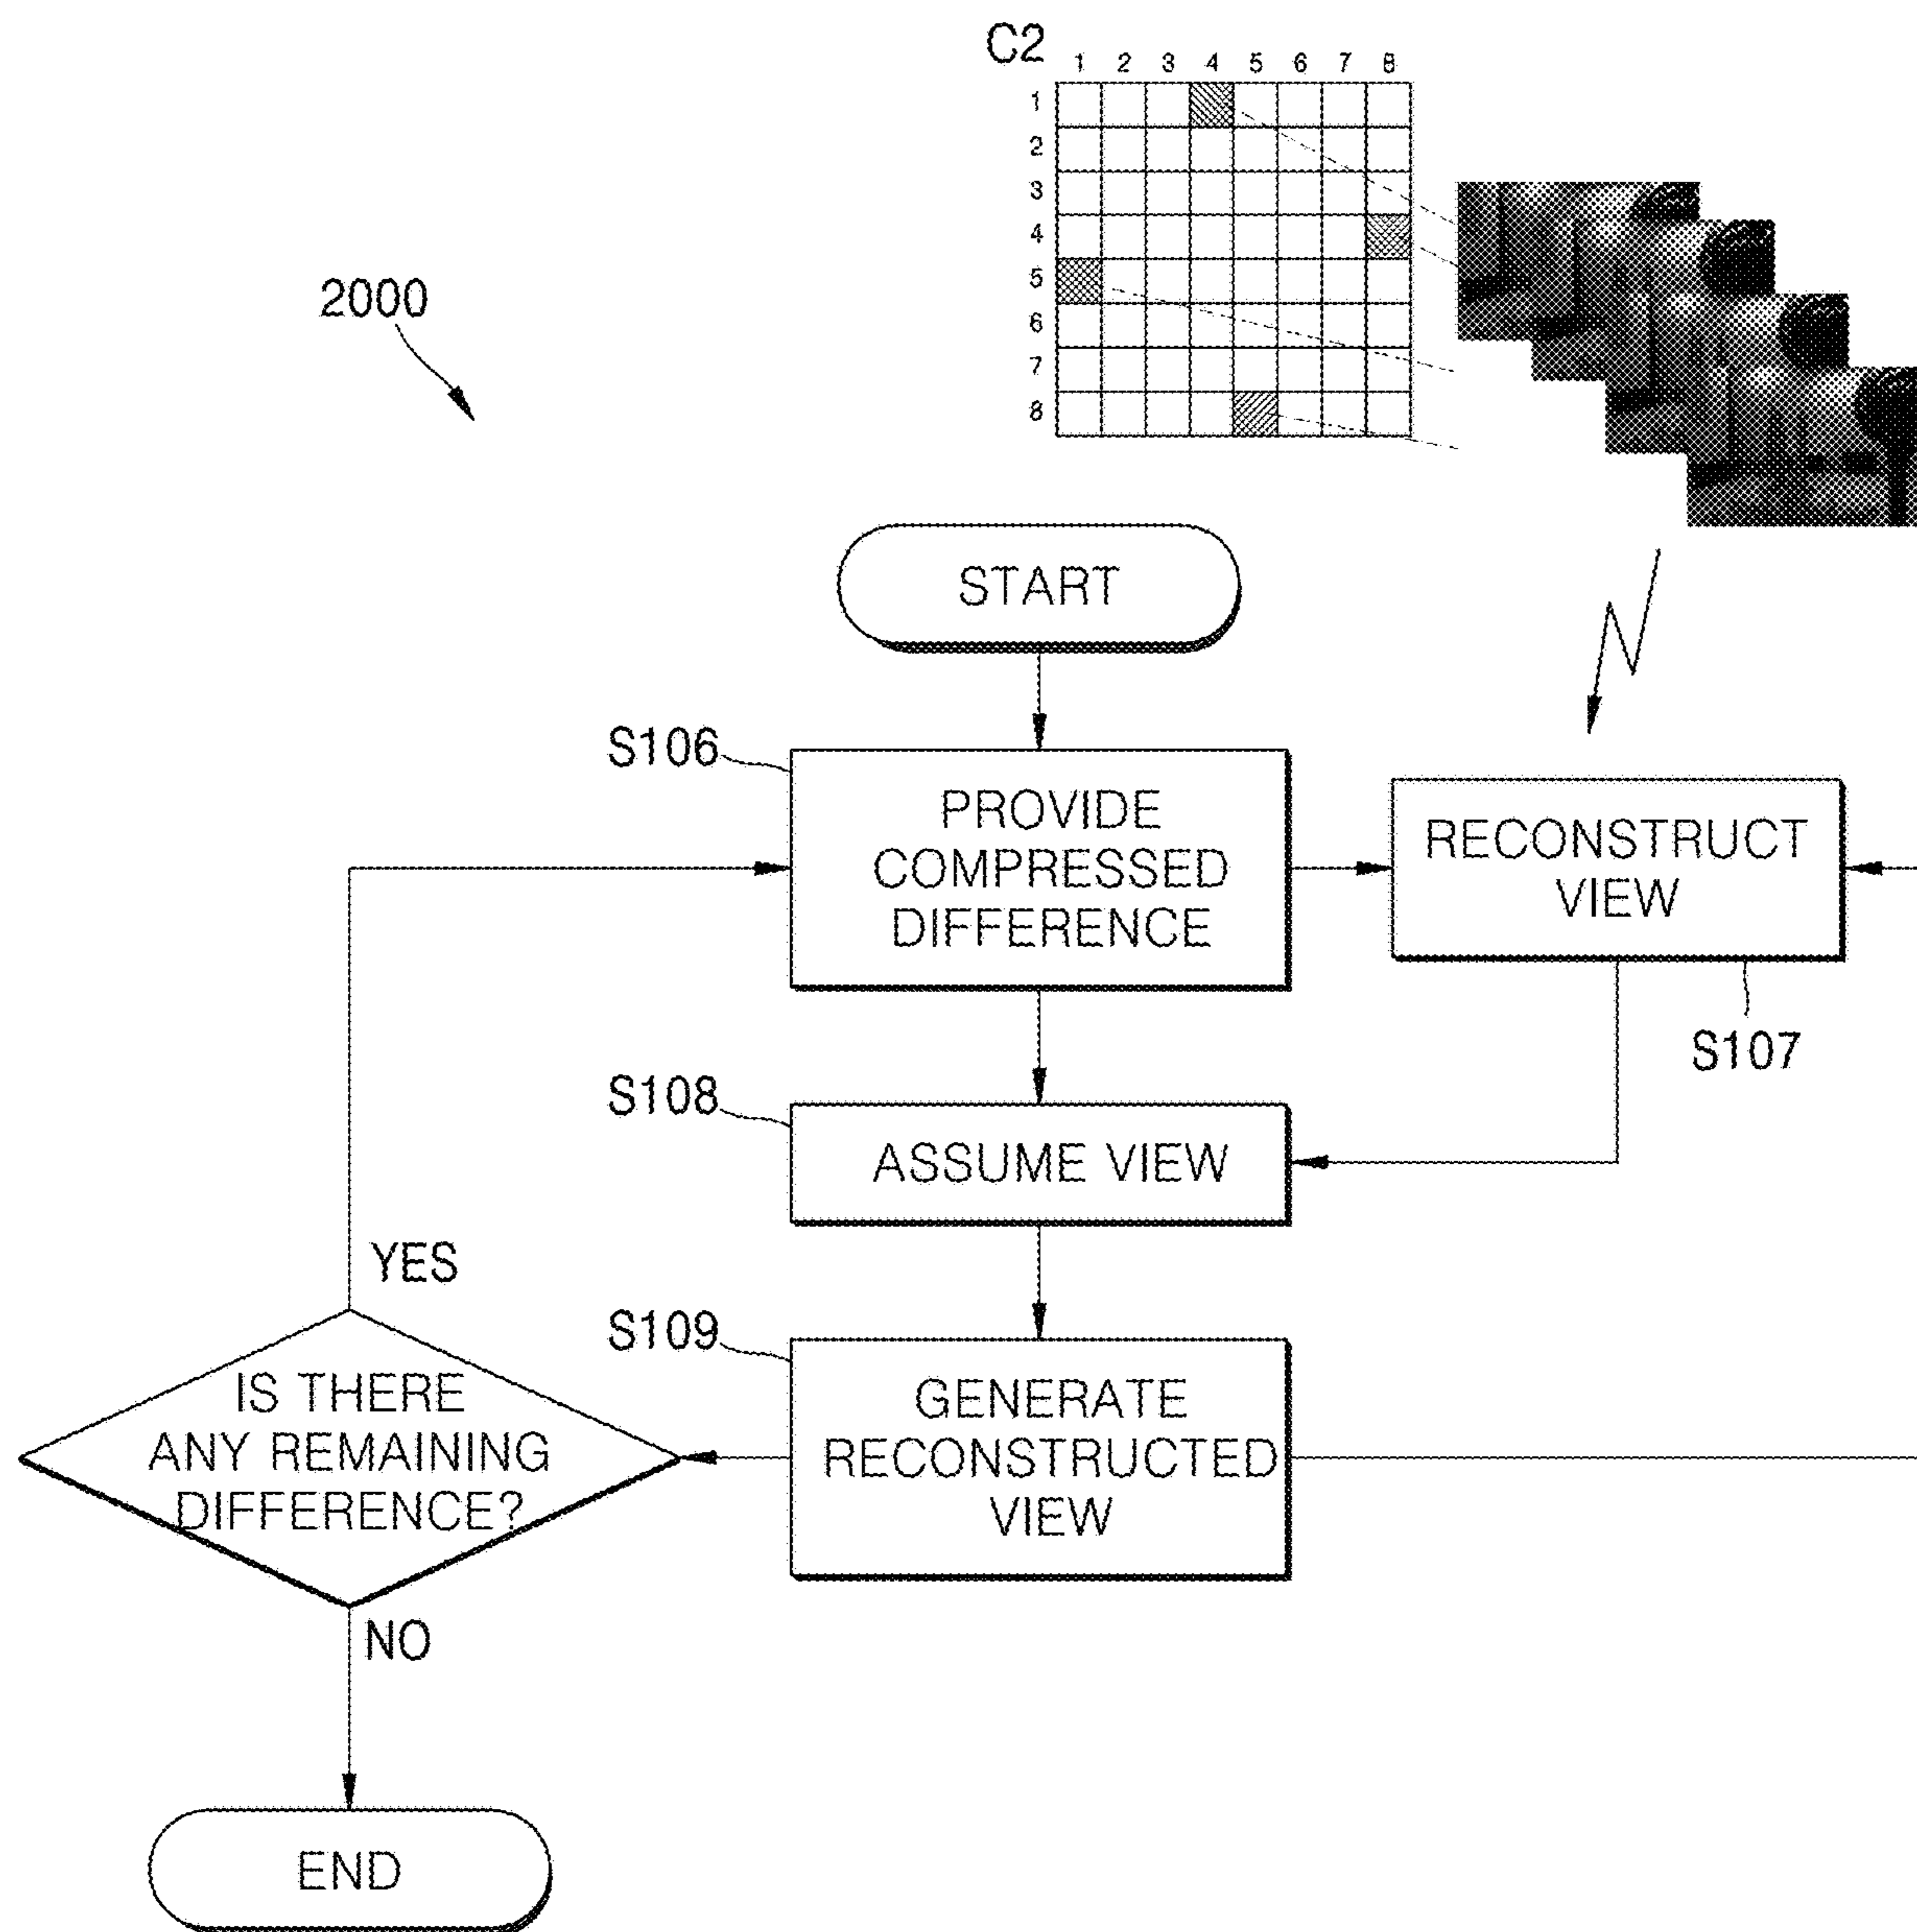 C2
1 2 3 4 5 6 7 8
1
2
3
4
5
6
7
8
2000
START
S106
PROVIDE
COMPRESSED
DIFFERENCE
RECONSTRUCT
VIEW
S107
S108
ASSUME VIEW
YES
S109
GENERATE
RECONSTRUCTED
VIEW
IS THERE
ANY REMAINING
DIFFERENCE?
NO
END